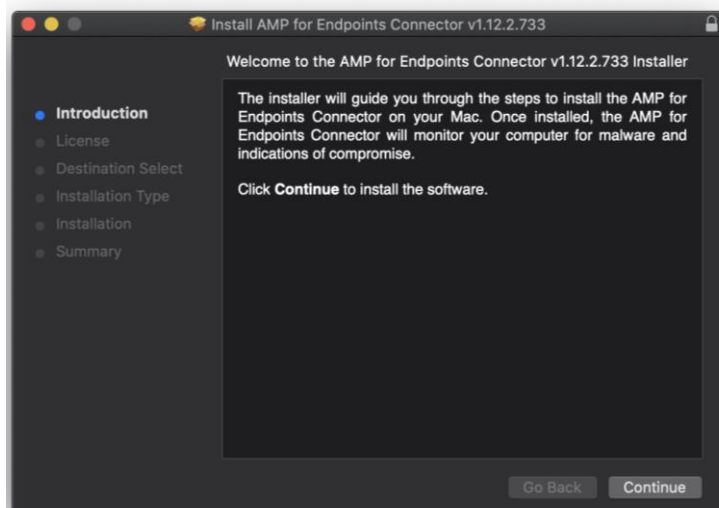 Install AMP for Endpoints Connector v1.12.2.733
Welcome to the AMP for Endpoints Connector v1.12.2.733 Installer
Introduction
License
Destination Select
Installation Type
Installation
Summary
The installer will guide you through the steps to install the AMP for
Endpoints Connector on your Mac. Once installed, the AMP for
Endpoints Connector will monitor your computer for malware and
indications of compromise.
Click Continue to install the software.
Go Back
Continue